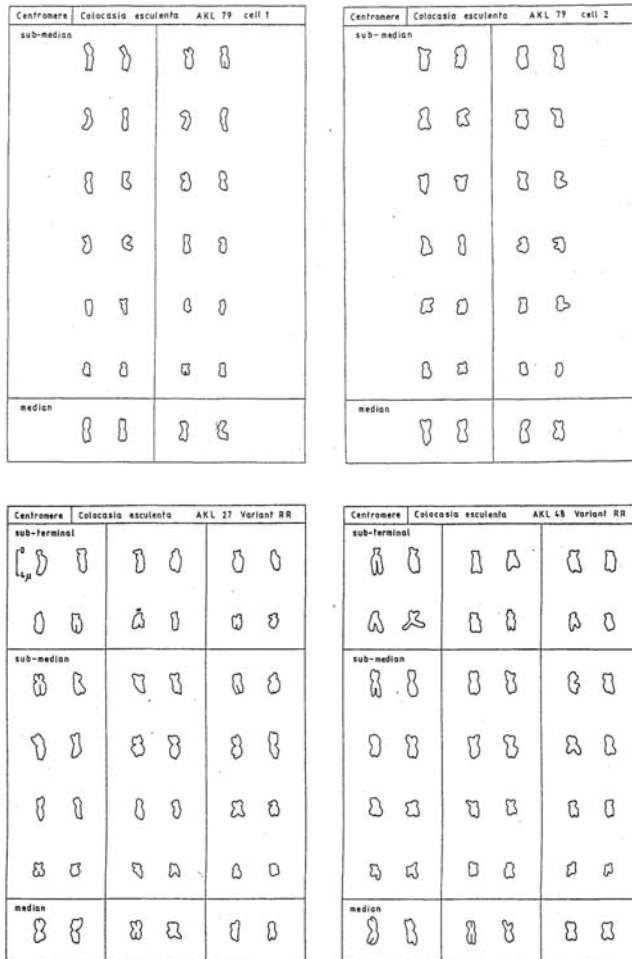 Centromere Colocasia esculenta AKL 79 cell 1
sub-median
median
Centromere Colocasia esculenta AKL 79 cell 2
sub-median
median
Centromere Colocasia esculenta AKL 27 Variant RR
sub-terminal
0
4µ
sub-median
median
Centromere Colocasia esculenta AKL 48 Variant RR
sub-terminal
sub-median
median